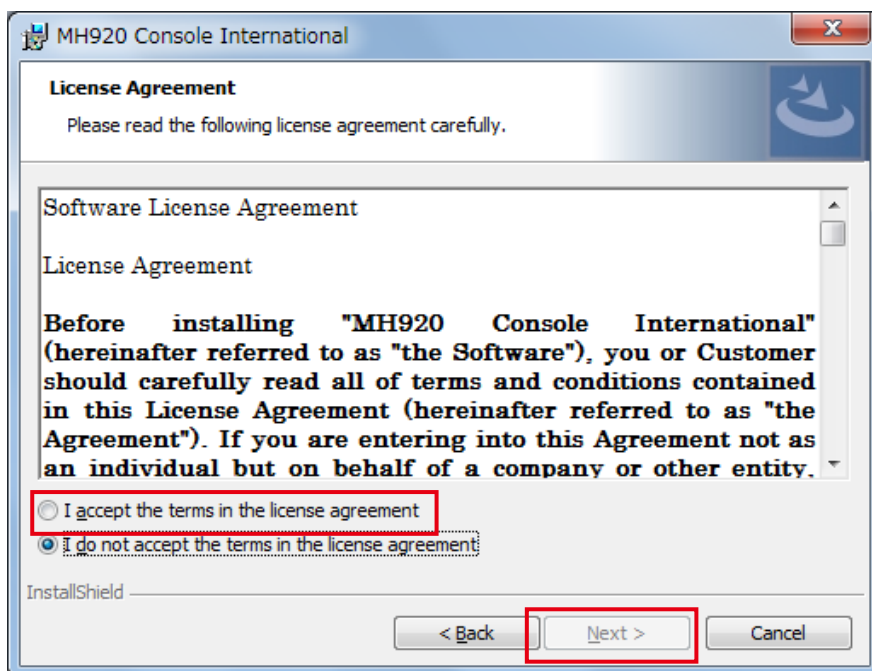 MH920 Console International
License Agreement
Please read the following license agreement carefully.
Software License Agreement
License Agreement
Before installing "MH920 Console International"
(hereinafter referred to as "the Software"), you or Customer
should carefully read all of terms and conditions contained
in this License Agreement (hereinafter referred to as "the
Agreement"). If you are entering into this Agreement not as
an individual but on behalf of a company or other entity,
I accept the terms in the license agreement
I do not accept the terms in the license agreement
InstallShield
< Back Next > Cancel